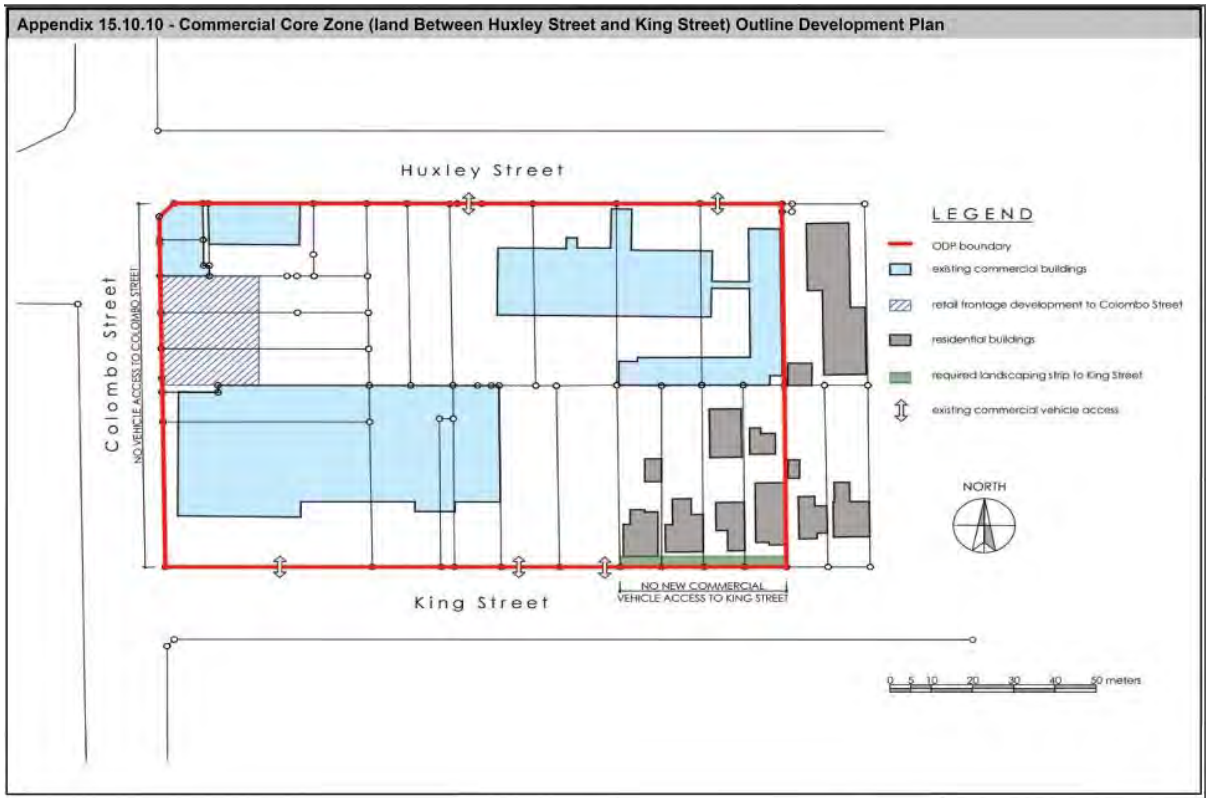 Appendix 15.10.10 - Commercial Core Zone (land Between Huxley Street and King Street) Outline Development Plan
Huxley Street
Colombo Street
NO VEHICLE ACCESS TO COLOMBO STREET
LEGEND
ODP boundary
existing commercial buildings
retail frontage development to Colombo Street
residential buildings
required landscaping strip to King Street
existing commercial vehicle access
NORTH
NO NEW COMMERCIAL
VEHICLE ACCESS TO KING STREET
King Street
0 5 10 20 30 40 50 meters